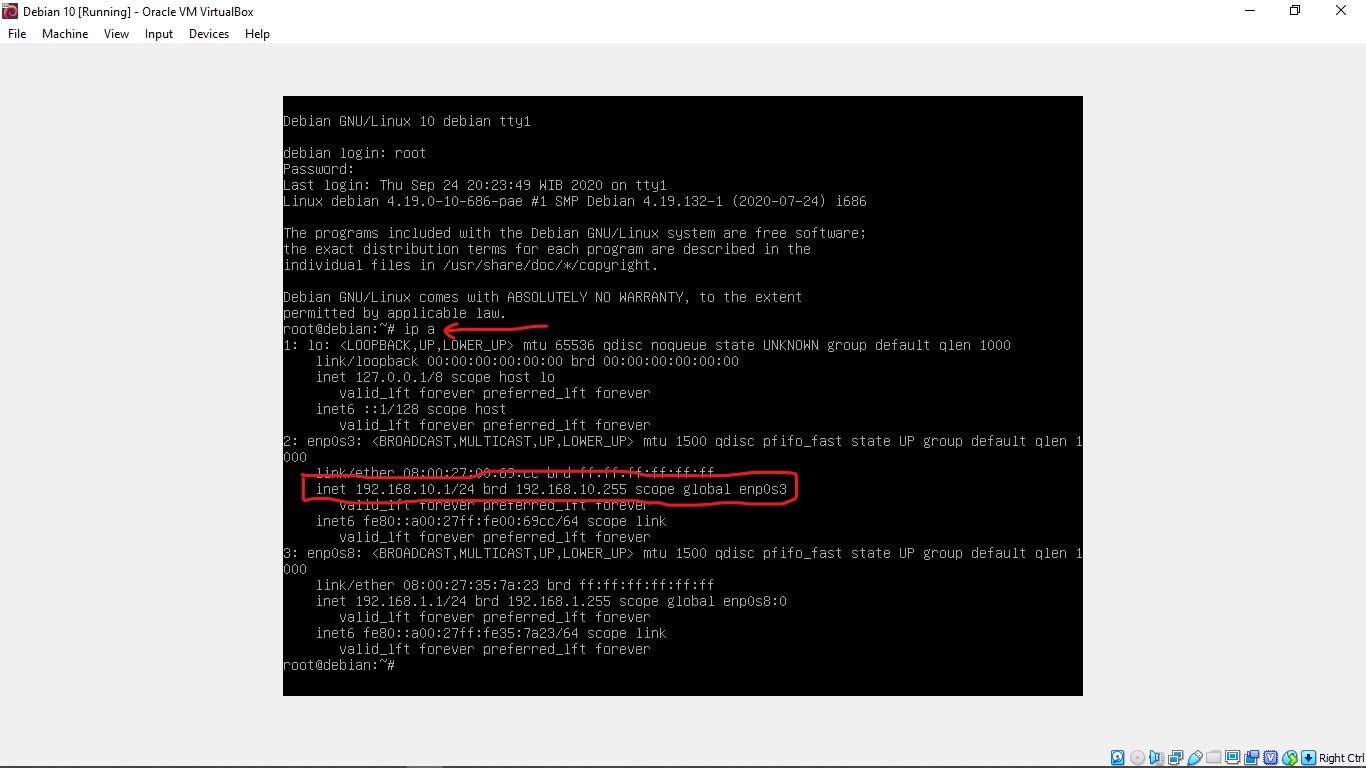 Debian 10 [Running] - Oracle VM VirtualBox
File Machine View Input Devices Help
Debian GNU/Linux 10 debian tty1
debian login: root
Password:
Last login: Thu Sep 24 20:23:49 WIB 2020 on tty1
Linux debian 4.19.0-10-686-pae #1 SMP Debian 4.19.132-1 (2020-07-24) i686
The programs included with the Debian GNU/Linux system are free software;
the exact distribution terms for each program are described in the
individual files in /usr/share/doc/*/copyright.
Debian GNU/Linux comes with ABSOLUTELY NO WARRANTY, to the extent
permitted by applicable law.
root@debian:~# ip a
1: lo: <LOOPBACK,UP,LOWER_UP> mtu 65536 qdisc noqueue state UNKNOWN group default qlen 1000
link/loopback 00:00:00:00:00:00 brd 00:00:00:00:00:00
inet 127.0.0.1/8 scope host lo
valid_lft forever preferred_lft forever
inet6 ::1/128 scope host
valid_lft forever preferred_lft forever
2: enp0s3: <BROADCAST,MULTICAST,UP,LOWER_UP> mtu 1500 qdisc pfifo_fast state UP group default qlen 1
000
link/ether 08:00:27:00:69:cc brd ff:ff:ff:ff:ff:ff
inet 192.168.10.1/24 brd 192.168.10.255 scope global enp0s3
valid_lft forever preferred_lft forever
inet6 fe80::a00:27ff:fe00:69cc/64 scope link
valid_lft forever preferred_lft forever
3: enp0s8: <BROADCAST,MULTICAST,UP,LOWER_UP> mtu 1500 qdisc pfifo_fast state UP group default qlen 1
000
link/ether 08:00:27:35:7a:23 brd ff:ff:ff:ff:ff:ff
inet 192.168.1.1/24 brd 192.168.1.255 scope global enp0s8:0
valid_lft forever preferred_lft forever
inet6 fe80::a00:27ff:fe35:7a23/64 scope link
valid_lft forever preferred_lft forever
root@debian:~#
Right Ctrl